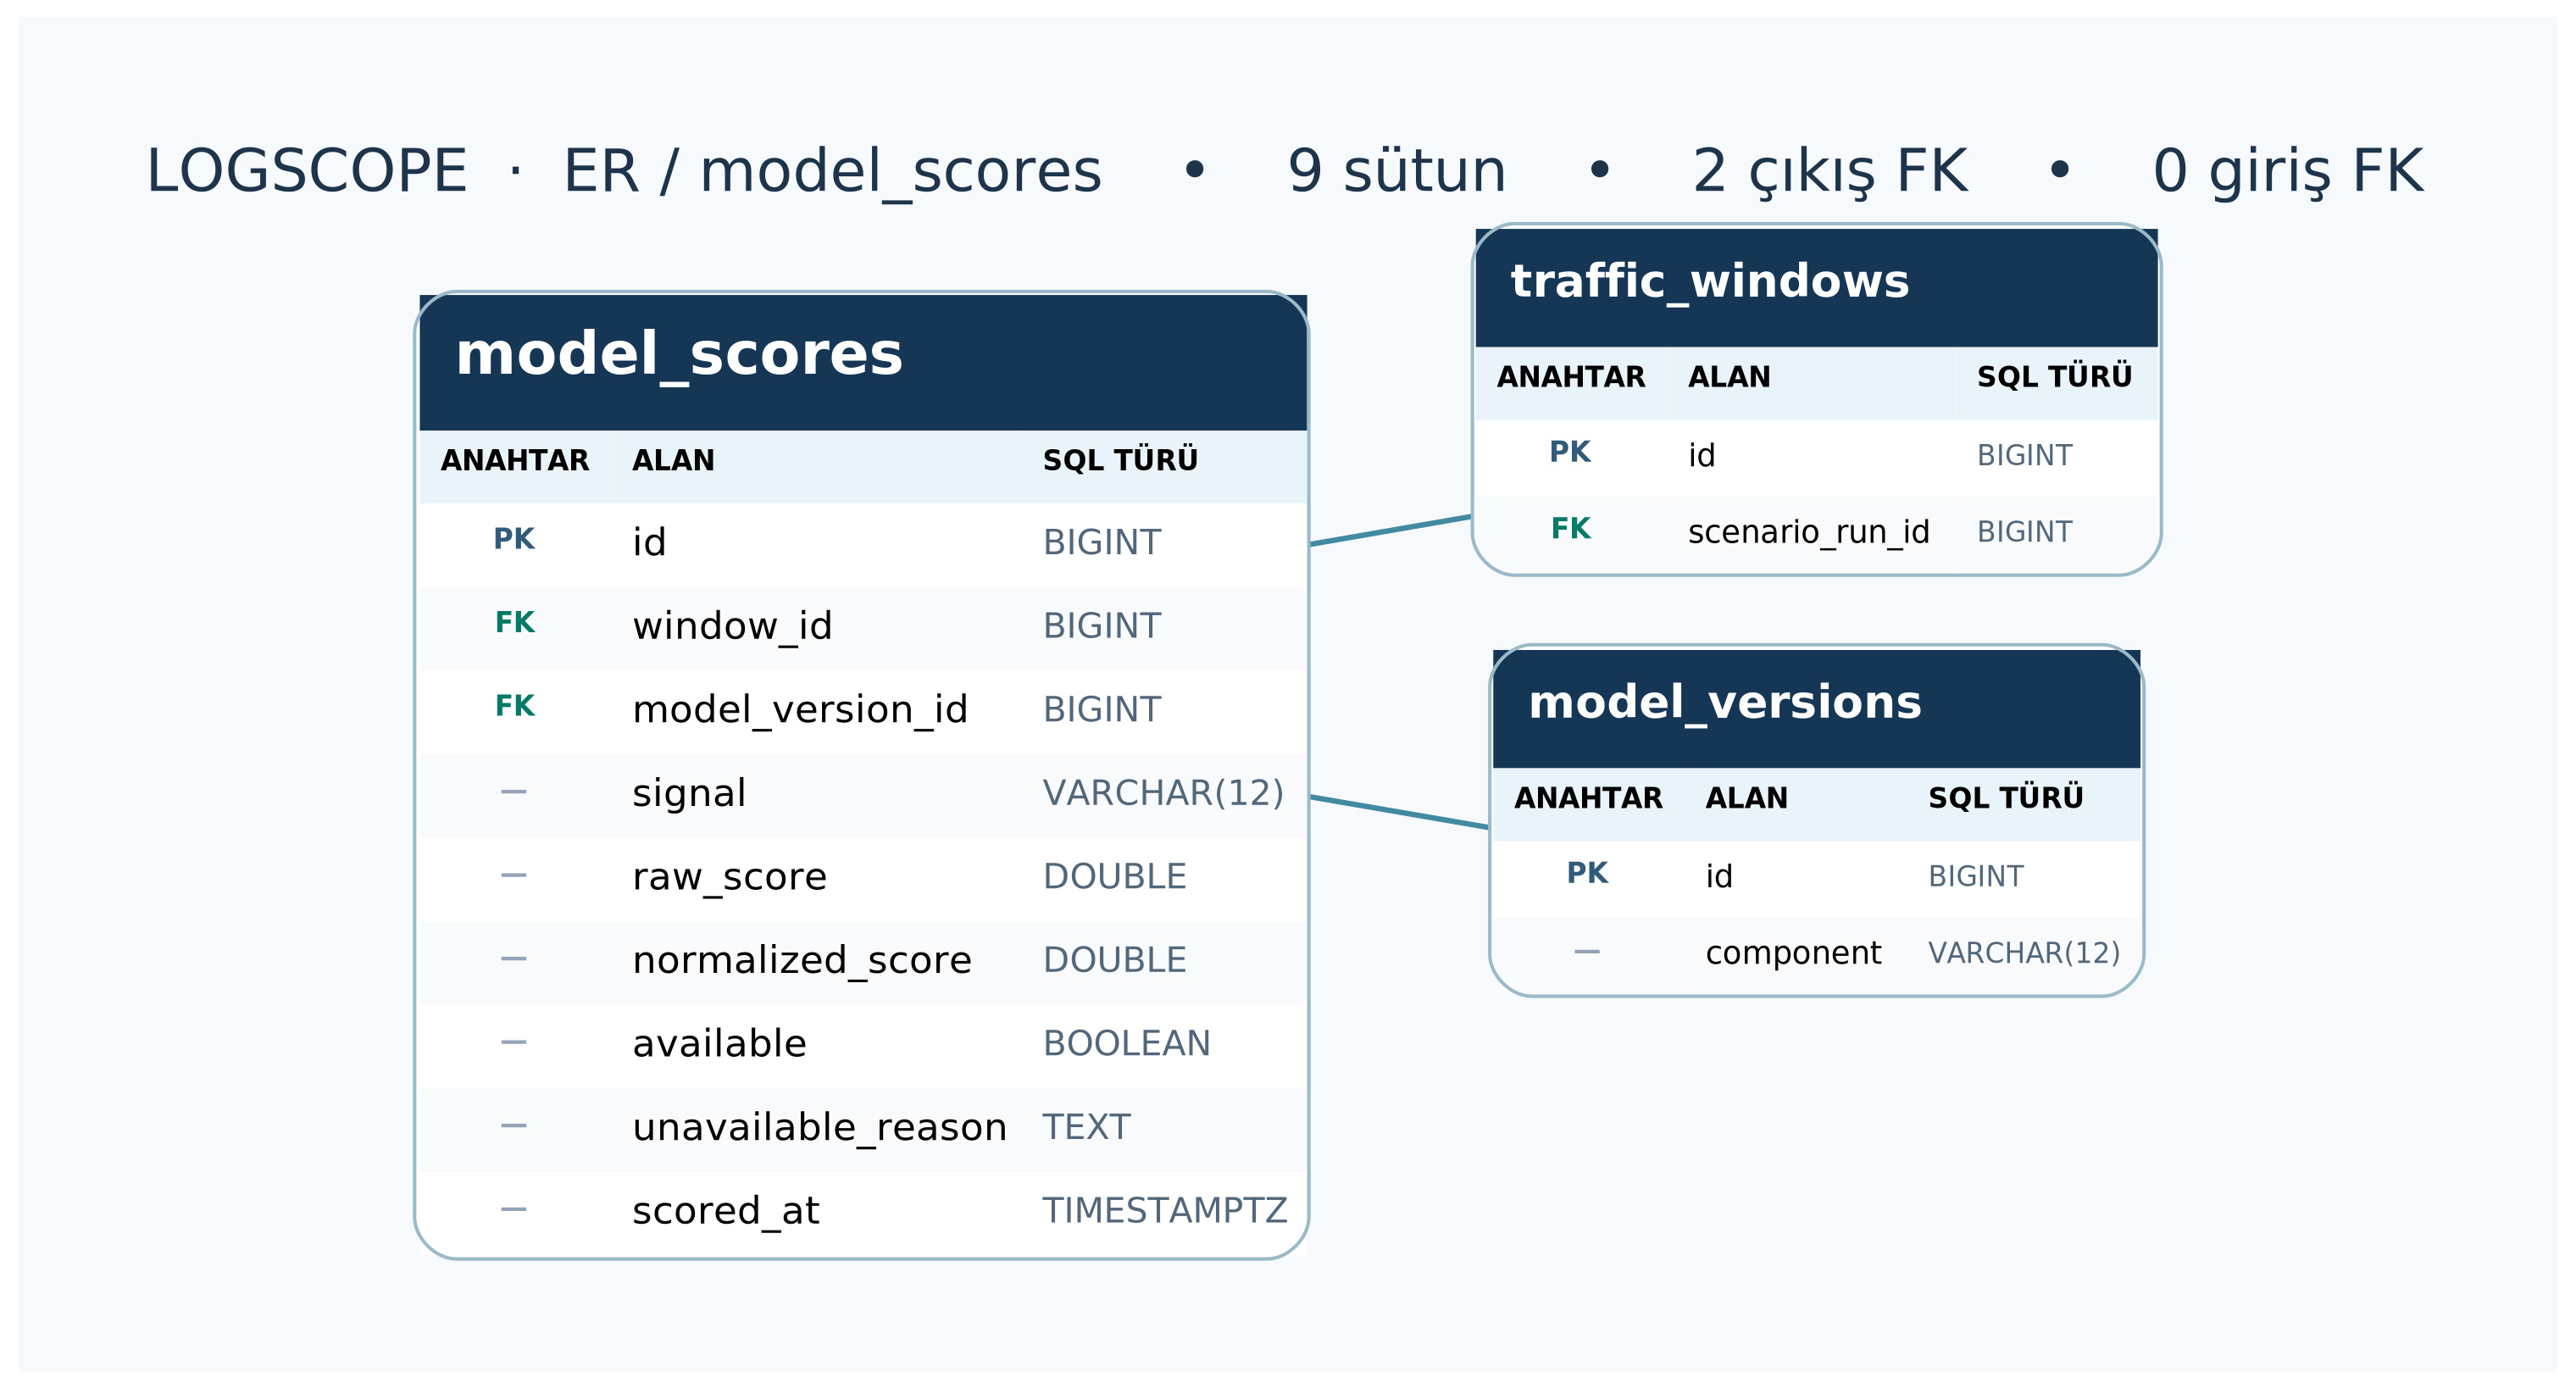 LOGSCOPE · ER / model_scores • 9 sütun • 2 çıkış FK • 0 giriş FK
model_scores
ANAHTAR ALAN SQL TÜRÜ
PK id BIGINT
FK window_id BIGINT
FK model_version_id BIGINT
— signal VARCHAR(12)
— raw_score DOUBLE
— normalized_score DOUBLE
— available BOOLEAN
— unavailable_reason TEXT
— scored_at TIMESTAMPTZ
traffic_windows
ANAHTAR ALAN SQL TÜRÜ
PK id BIGINT
FK scenario_run_id BIGINT
model_versions
ANAHTAR ALAN SQL TÜRÜ
PK id BIGINT
— component VARCHAR(12)